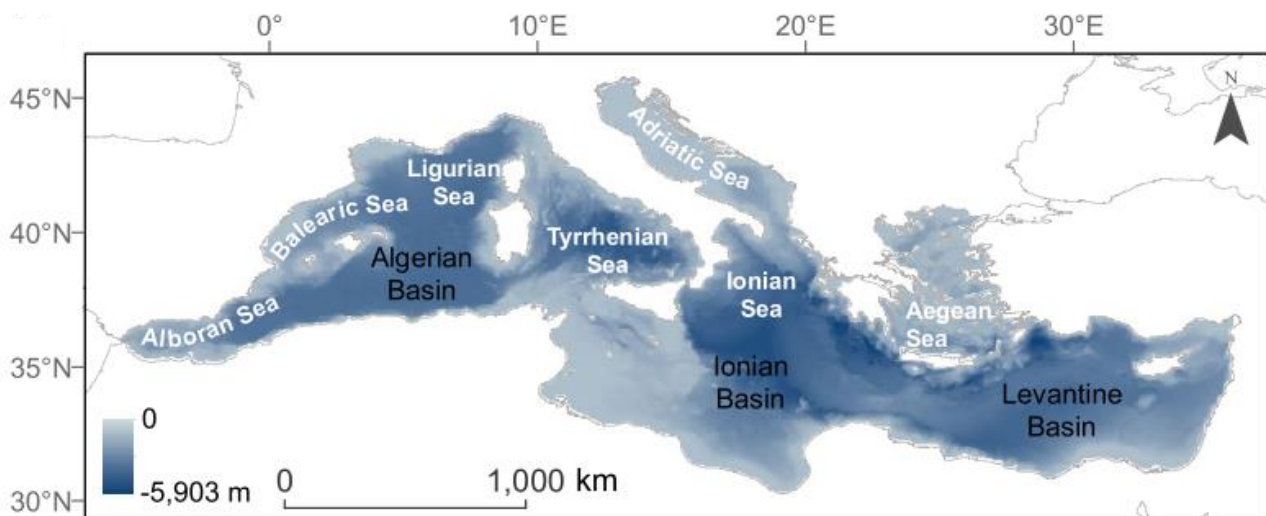 0° 10°E 20°E 30°E
45°N
N
Adriatic Sea
Ligurian
Sea
Balearic Sea
40°N
Tyrrhenian
Sea
Algerian
Basin
Ionian
Sea
Alboran Sea
Aegean
Sea
35°N
Ionian
Basin
Levantine
Basin
0
-5,903 m
0 1,000 km
30°N